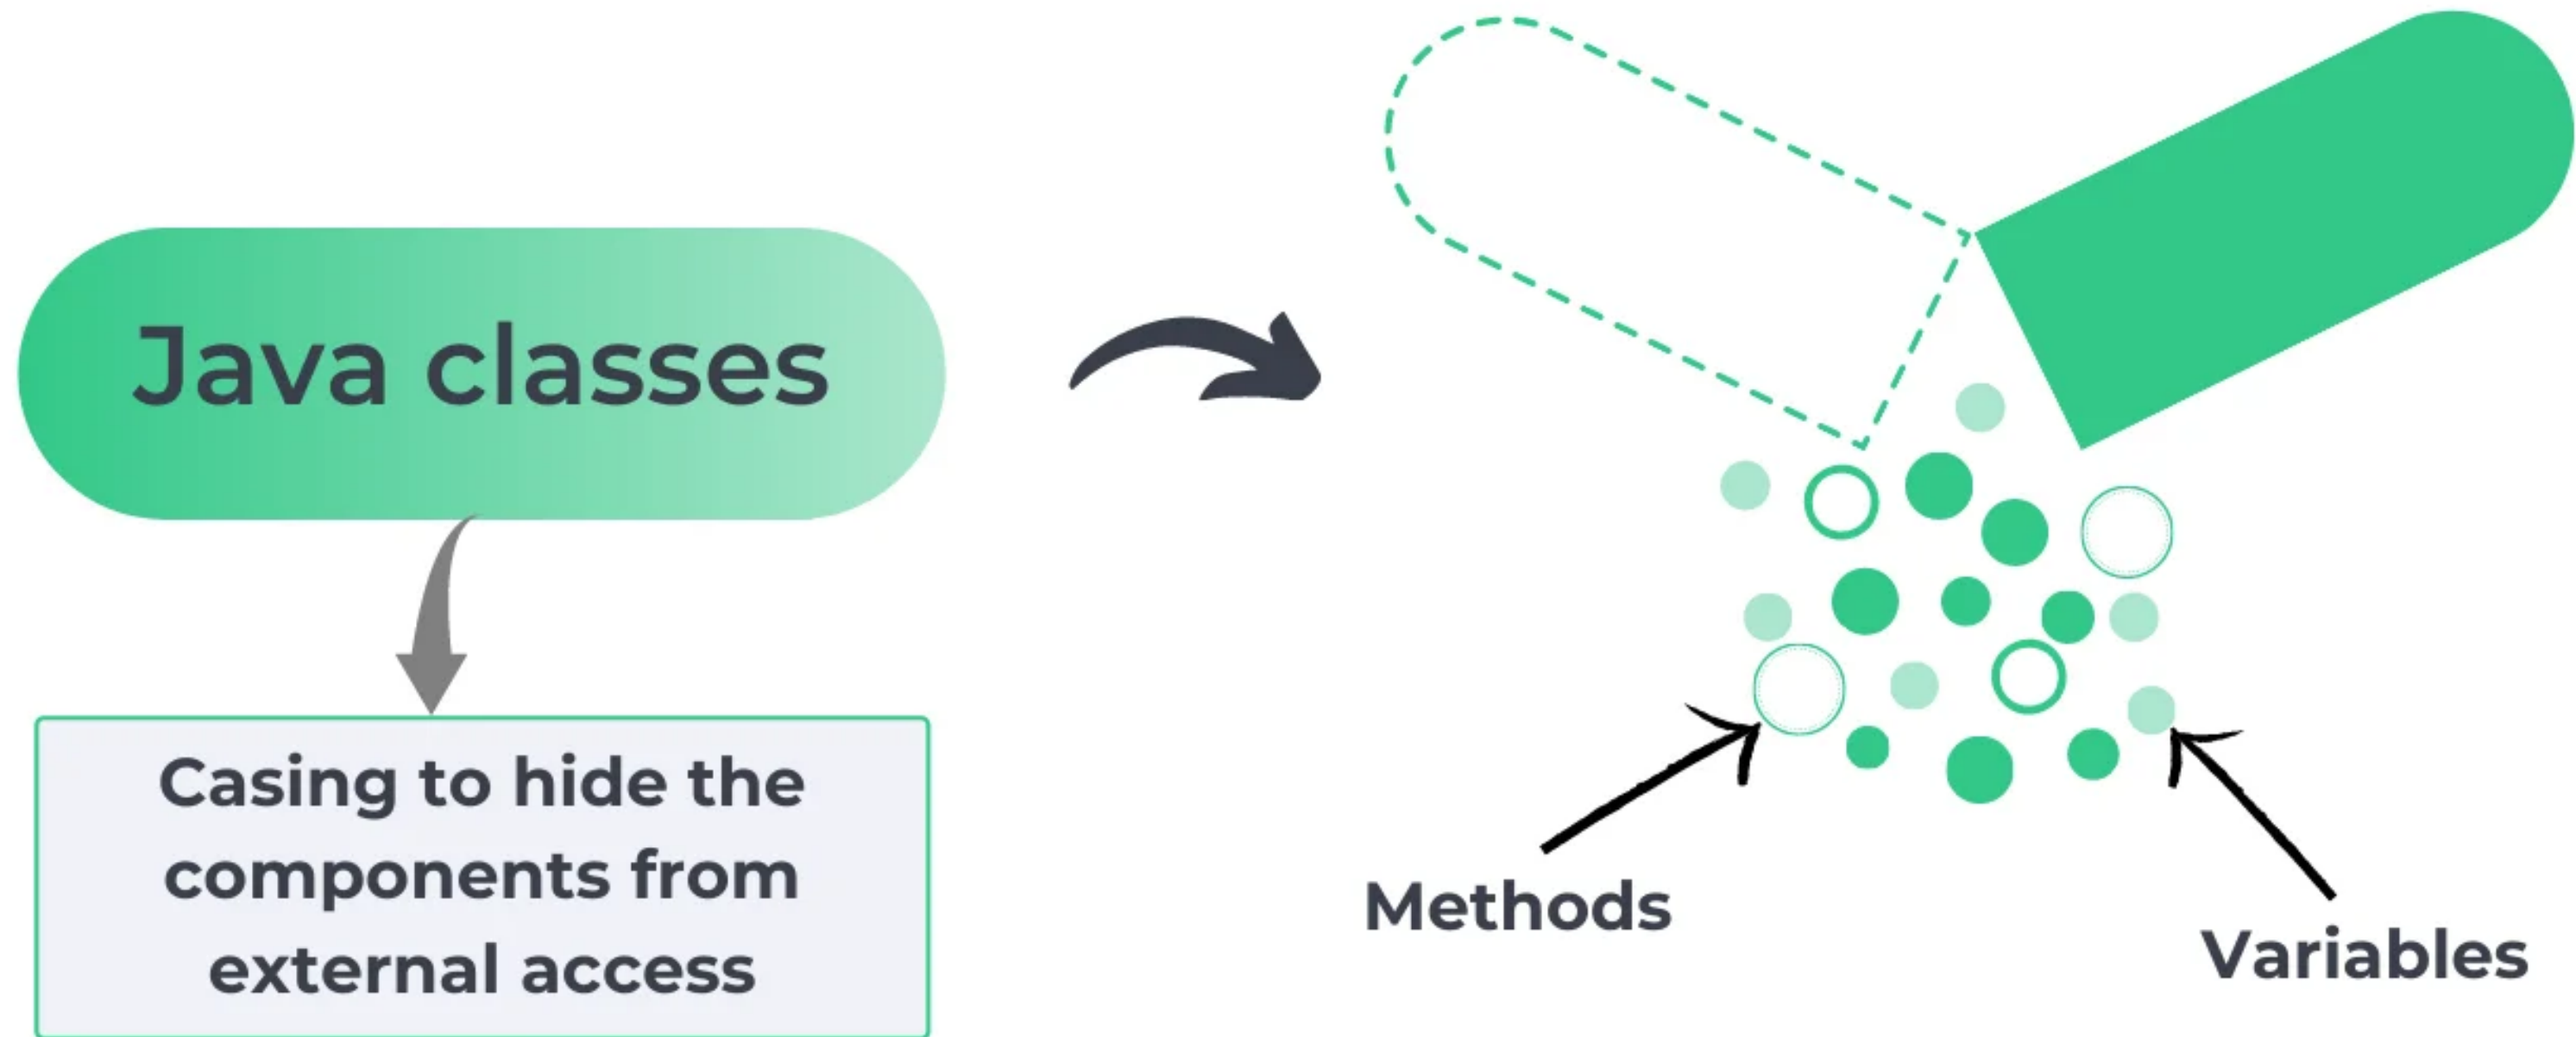 Java classes
Casing to hide the
components from
external access
Methods
Variables